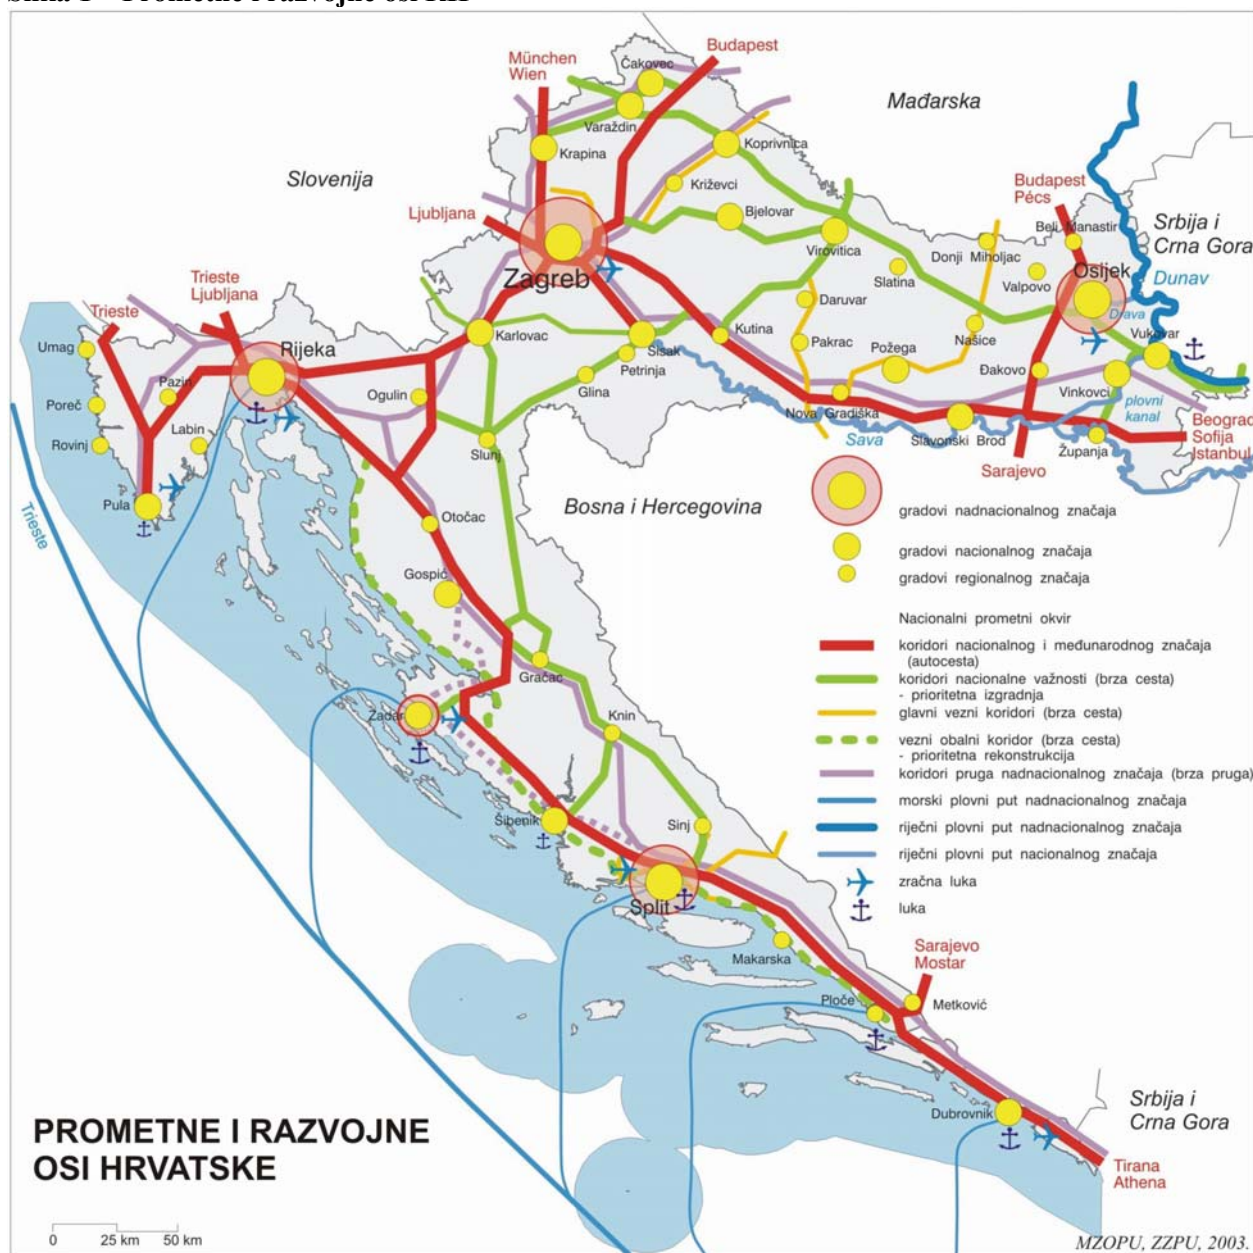 München
Wien
Budapest
Čakovec
Mađarska
Varaždin
Krapina
Koprivnica
Slovenija
Križevci
Ljubljana
Bjelovar
Virovitica
Budapest
Pécs
Beli Manastir
Srbija i
Crna Gora
Donji Miholjac
Slatina
Valpovo
Osijek
Dunav
Zagreb
Trieste
Ljubljana
Trieste
Umag
Rijeka
Karlovac
Sisak
Petrinja
Kutina
Daruvar
Pakrac
Požega
Našice
Drava
Vukovar
Đakovo
Vinkovci
plovni
kanal
Pazin
Poreč
Labin
Rovinj
Ogulin
Glina
Nova Gradiška
Sava
Slavonski Brod
Županja
Beograd
Sofija
Istanbul
Slunj
Sarajevo
Pula
Trieste
Bosna i Hercegovina
Otočac
Gospić
Gračac
Zadar
Knin
Šibenik
Sinj
Split
Makarska
Ploče
Metković
Sarajevo
Mostar
Dubrovnik
Srbija i
Crna Gora
Tirana
Athena
gradovi nadnacionalnog značaja
gradovi nacionalnog značaja
gradovi regionalnog značaja
Nacionalni prometni okvir
koridori nacionalnog i međunarodnog značaja
(autocesta)
koridori nacionalne važnosti (brza cesta)
- prioritetna izgradnja
glavni vezni koridori (brza cesta)
vezni obalni koridor (brza cesta)
- prioritetna rekonstrukcija
koridori pruga nadnacionalnog značaja (brza pruga)
morski plovni put nadnacionalnog značaja
riječni plovni put nadnacionalnog značaja
riječni plovni put nacionalnog značaja
zračna luka
luka
PROMETNE I RAZVOJNE
OSI HRVATSKE
0 25 km 50 km
MZOPU, ZZPU, 2003.